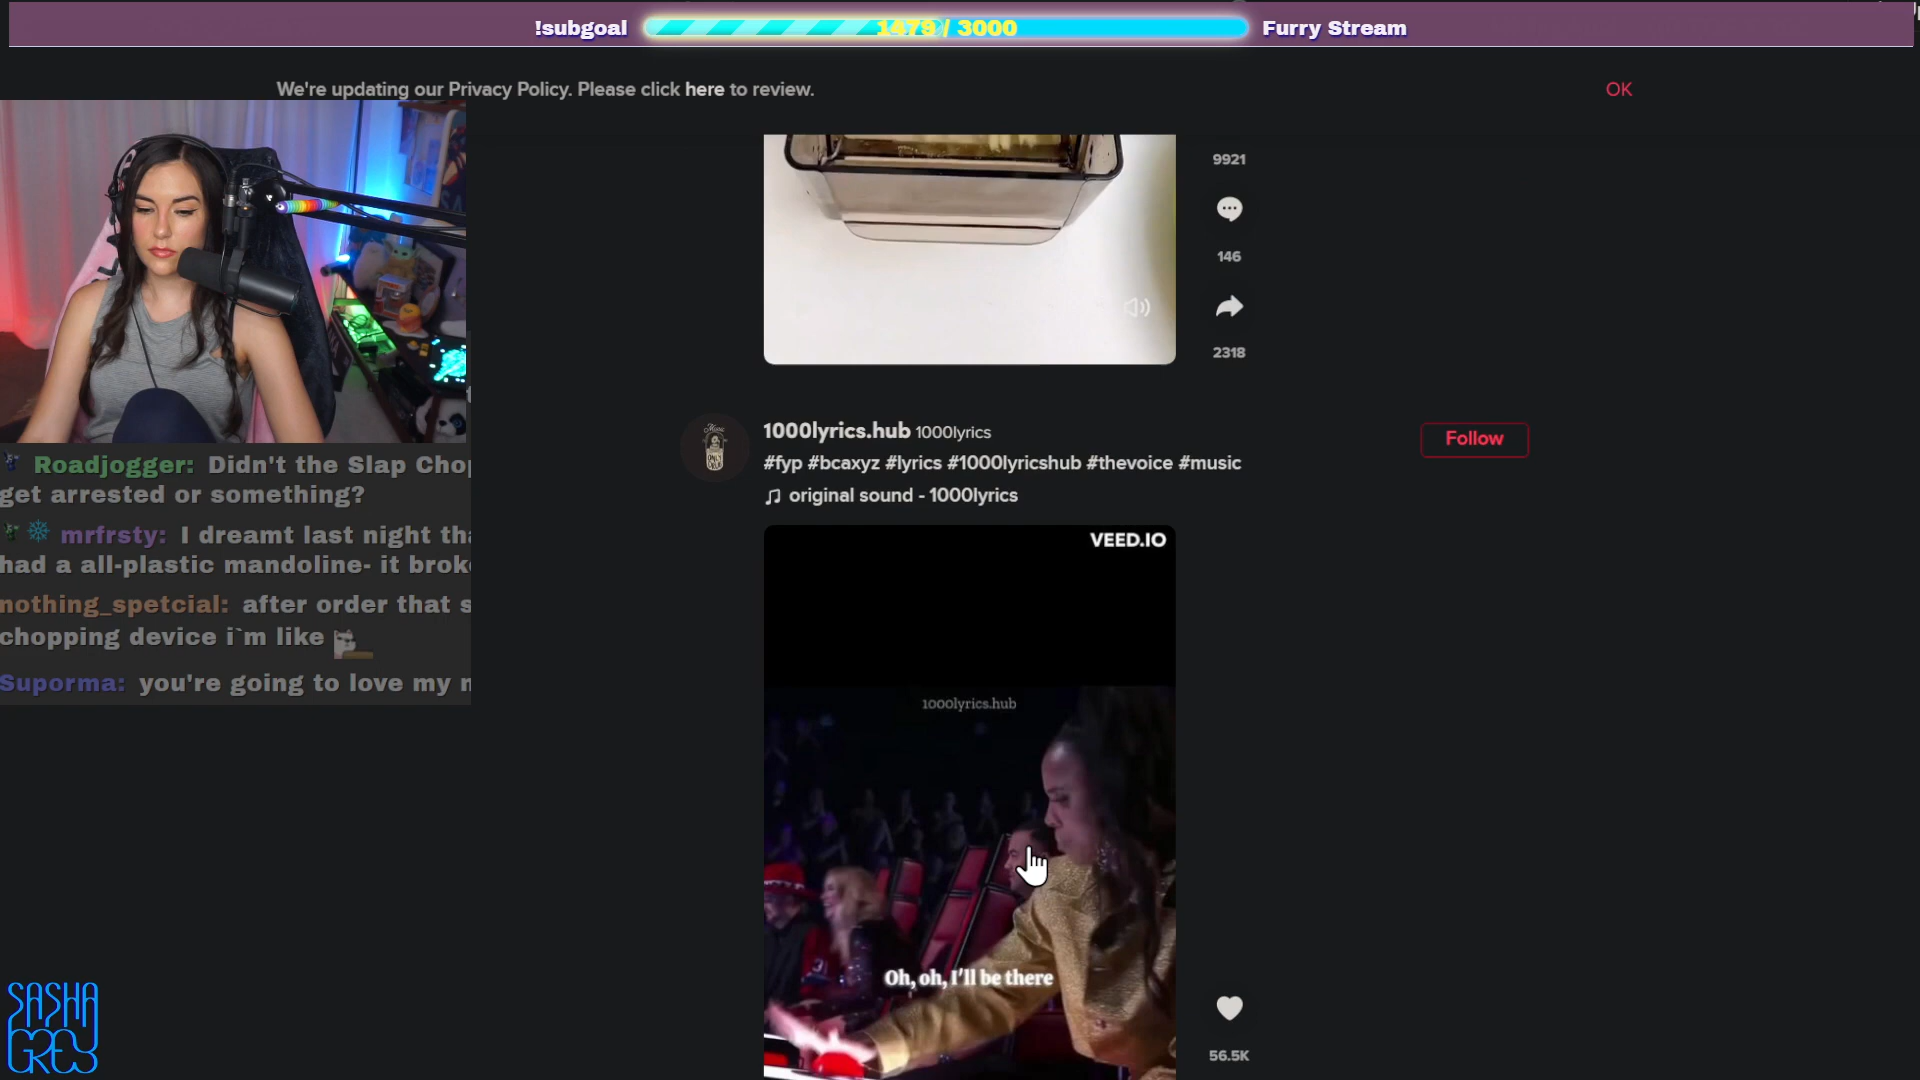 !subgoal
1479 / 3000
Furry Stream
We're updating our Privacy Policy. Please click here to review.
OK
9921
146
2318
Roadjogger: Didn't the Slap Chop
get arrested or something?
mrfrsty: I dreamt last night tha
had a all-plastic mandoline- it broke
nothing_spetcial: after order that s
chopping device i`m like
Suporma: you're going to love my n
1000lyrics.hub 1000lyrics
Follow
#fyp #bcaxyz #lyrics #1000lyricshub #thevoice #music
original sound - 1000lyrics
VEED.IO
1000lyrics.hub
Oh, oh, I'll be there
56.5K
SASHA
GREY